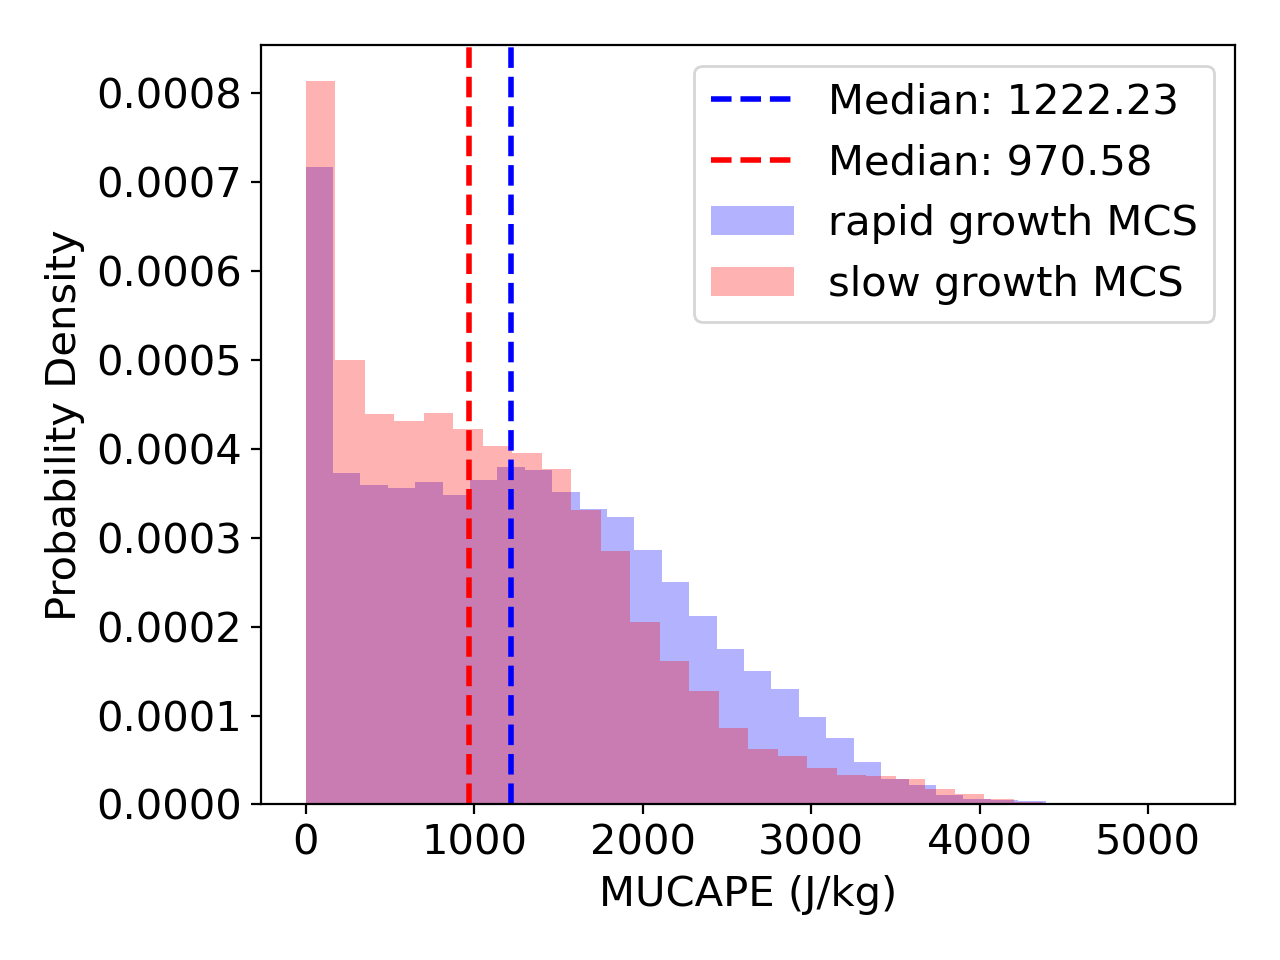 Median: 1222.23
Median: 970.58
rapid growth MCS
slow growth MCS
Probability Density
0.0008
0.0007
0.0006
0.0005
0.0004
0.0003
0.0002
0.0001
0.0000
0 1000 2000 3000 4000 5000
MUCAPE (J/kg)